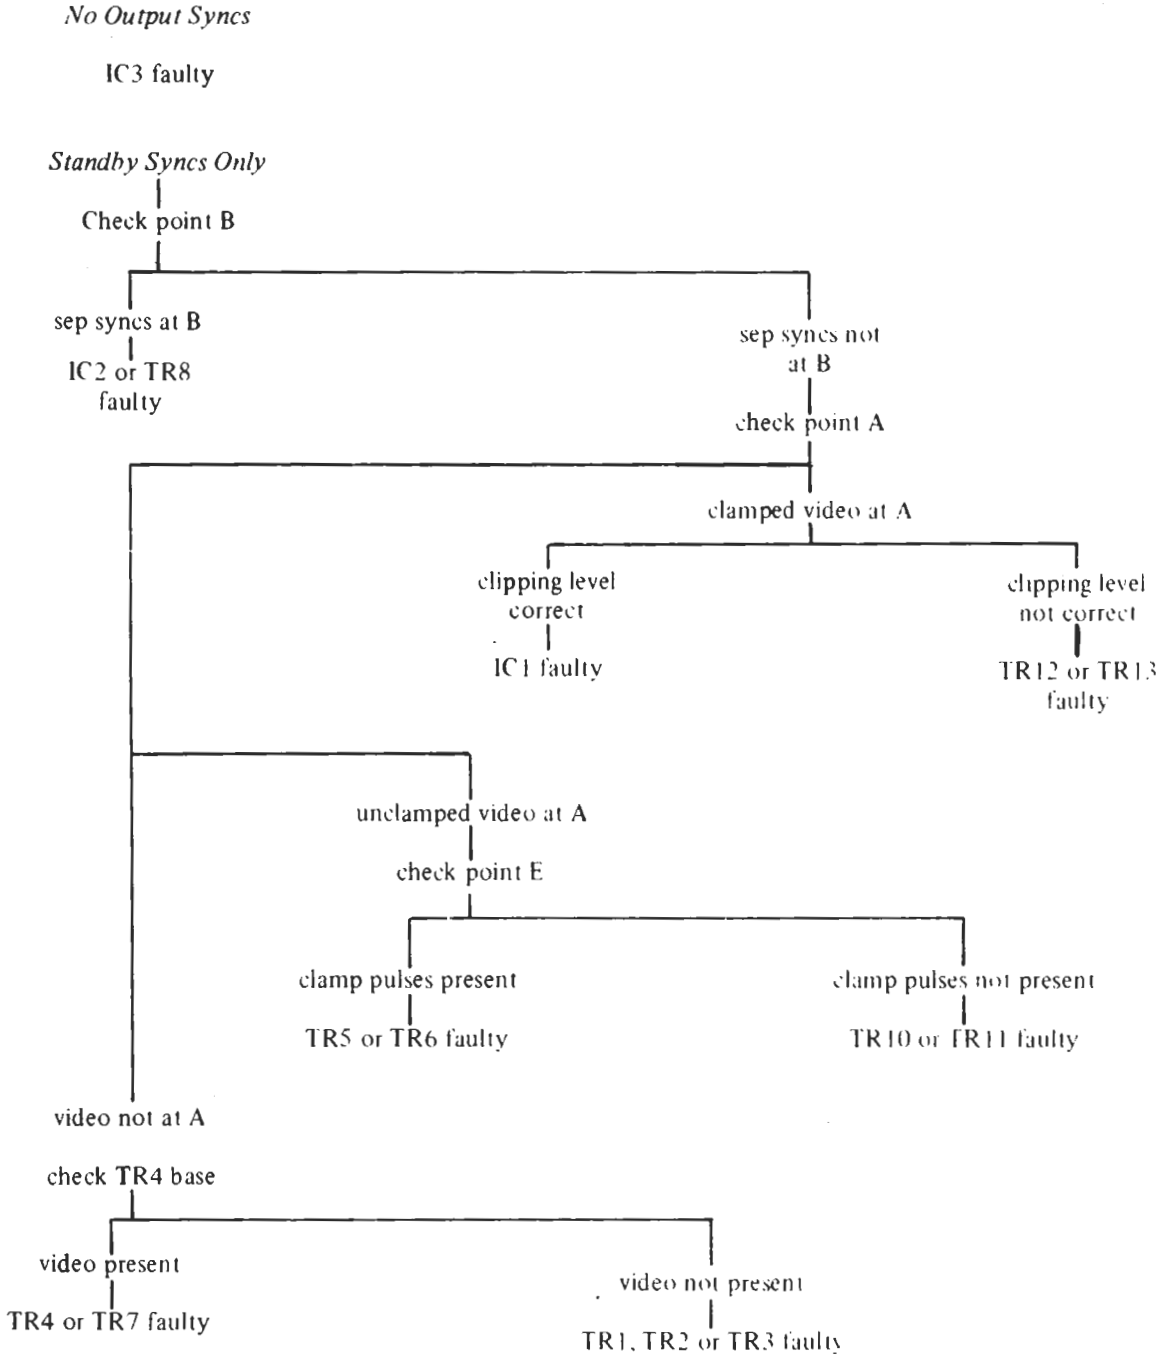 No Output Syncs
IC3 faulty
Standby Syncs Only
Check point B
sep syncs at B
IC2 or TR8
faulty
sep syncs not
at B
check point A
clamped video at A
clipping level
correct
IC1 faulty
clipping level
not correct
TR12 or TR13
faulty
unclamped video at A
check point E
clamp pulses present
TR5 or TR6 faulty
clamp pulses not present
TR10 or TR11 faulty
video not at A
check TR4 base
video present
TR4 or TR7 faulty
video not present
TR1, TR2 or TR3 faulty